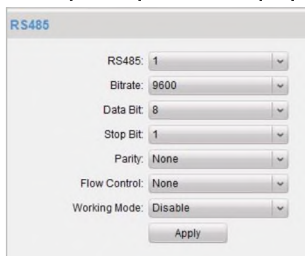 RS485
RS485: 1
Bitrate: 9600
Data Bit: 8
Stop Bit: 1
Parity: None
Flow Control: None
Working Mode: Disable
Apply